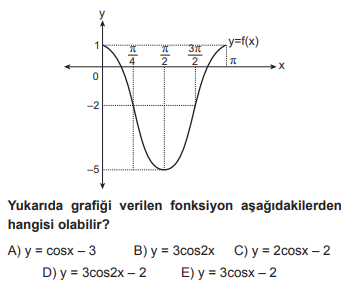 y
1
π/4 π/2 3π/2
y=f(x)
0
π
x
–2
–5
Yukarıda grafiği verilen fonksiyon aşağıdakilerden
hangisi olabilir?
A) y = cosx – 3 B) y = 3cos2x C) y = 2cosx – 2
D) y = 3cos2x – 2 E) y = 3cosx – 2